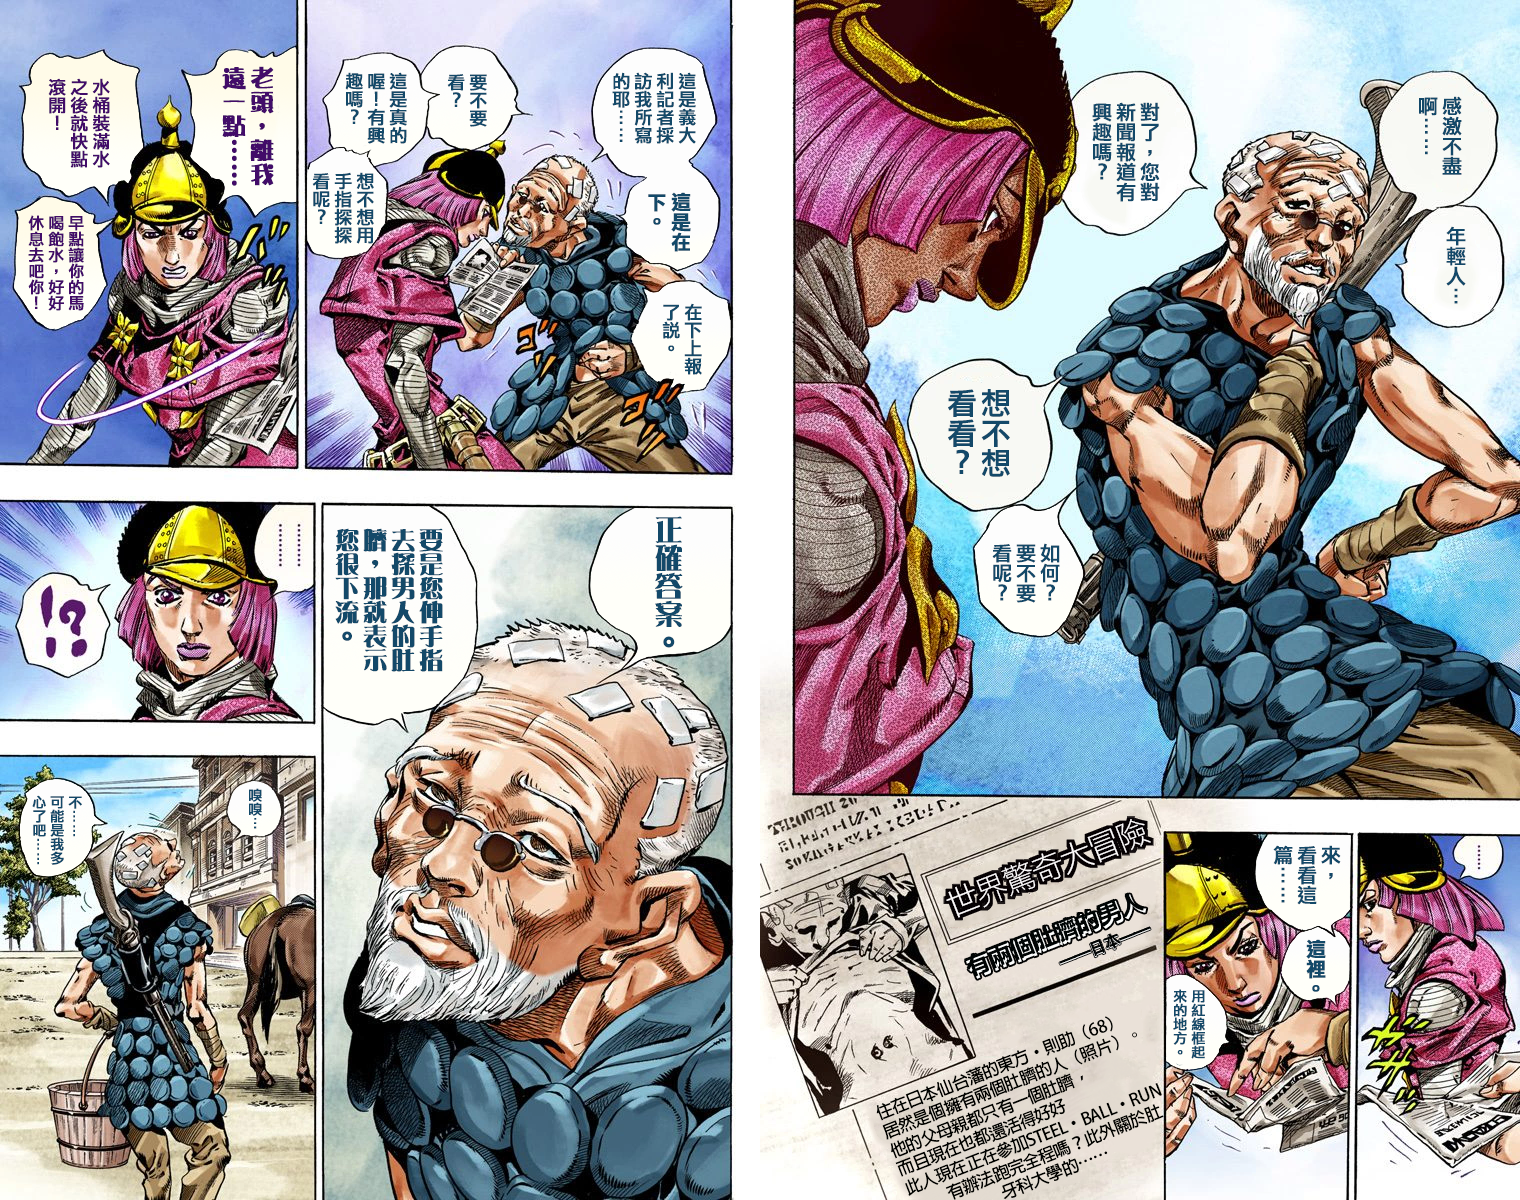 感激不盡
啊……
年輕人…
對了，您對
新聞報道有
興趣嗎？
想不想
看看？
如何？
要不要
看呢？
……
來，
看看這
篇……
這裡。
用紅線框起
來的地方。
世界驚奇大冒險
有兩個肚臍的男人
——日本——
住在日本仙台藩的東方・則助（68）
居然是個擁有兩個肚臍的人（照片）。
他的父母親都只有一個肚臍，
而且現在也都還活得好好
此人現在正在參加STEEL・BALL・RUN
有辦法跑完全程嗎？此外關於肚
牙科大學的……
這是義大
利記者採
訪我所寫
的耶……
這是在
下。
在下上報
了說。
要不要
看？
這是真的
喔！有興
趣嗎？
想不想用
手指探探
看呢？
ココ
ゴゴ
老頭，離我
遠一點……
水桶裝滿水
之後就快點
滾開！
早點讓你的馬
喝飽水，好好
休息去吧你！
正確答案。
要是您伸手指
去探男人的肚
臍，那就表示
您很下流。
……
……
!?
嗅嗅…
不……
可能是我多
心了吧……